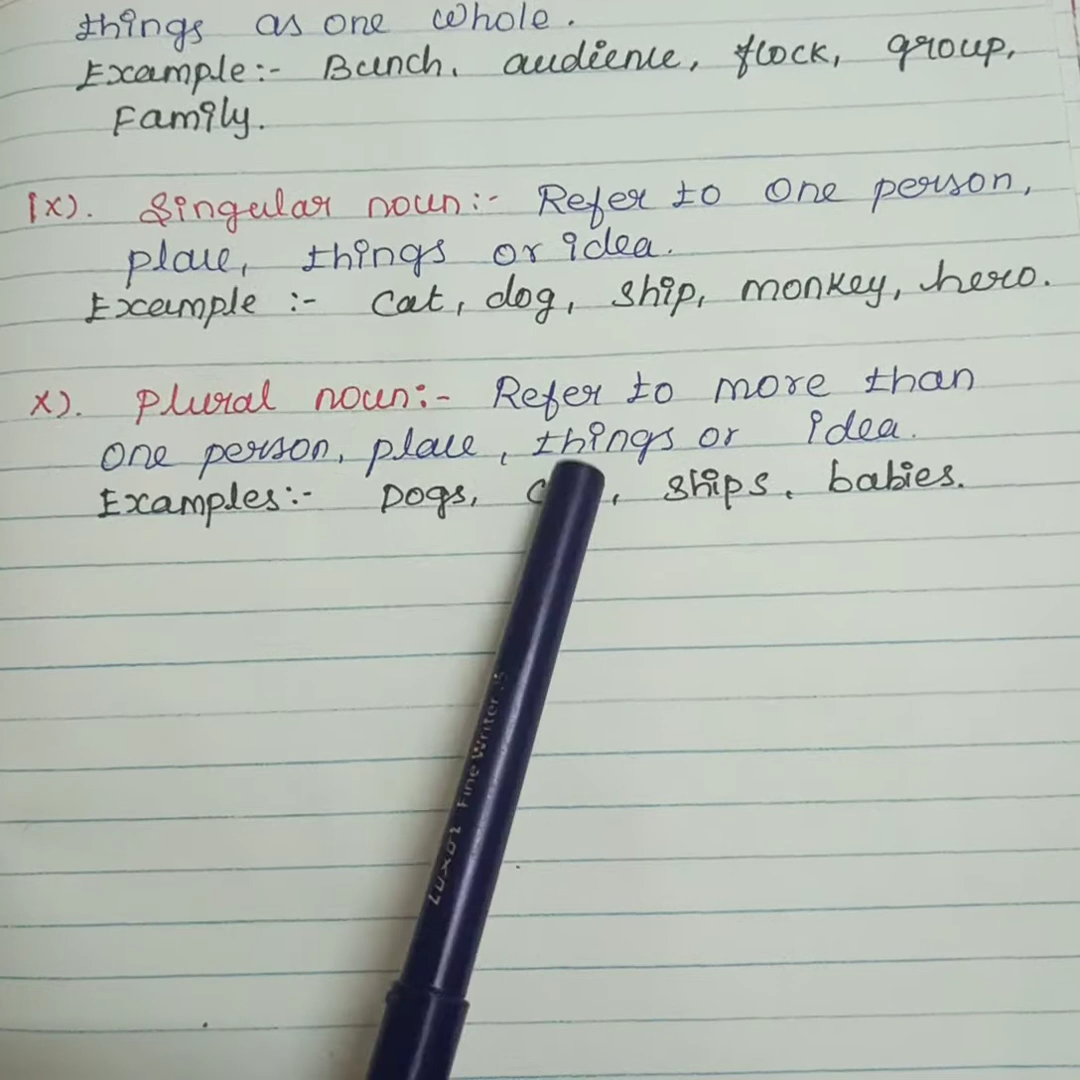 things as one whole.
Example:- Bunch, audience, flock, group,
Family.
ix). Singular noun:- Refer to one person,
place, things or idea.
Example :- cat, dog, ship, monkey, hero.
x). Plural noun:- Refer to more than
one person, place, things or idea.
Examples:- Dogs, , ships, babies.
Luxor Fine Writer